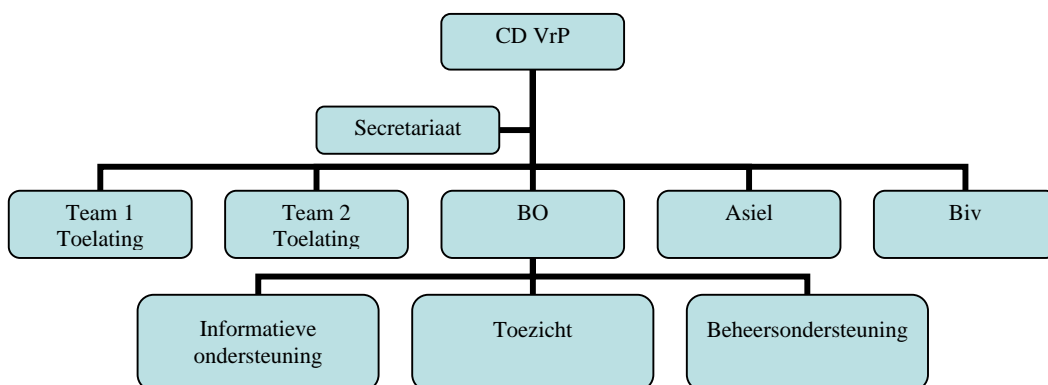 CD VrP
Secretariaat
Team 1
Toelating
Team 2
Toelating
BO
Asiel
Biv
Informatieve
ondersteuning
Toezicht
Beheersondersteuning